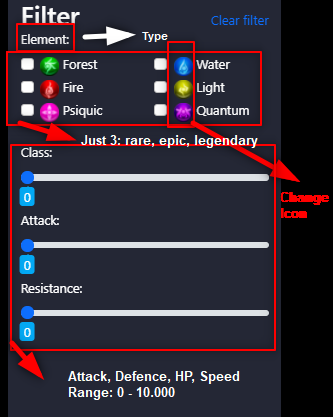 Filter
Clear filter
Element:
Type
Forest
Water
Fire
Light
Psiquic
Quantum
Just 3: rare, epic, legendary
Class:
0
Change
Icon
Attack:
0
Resistance:
0
Attack, Defence, HP, Speed
Range: 0 - 10.000